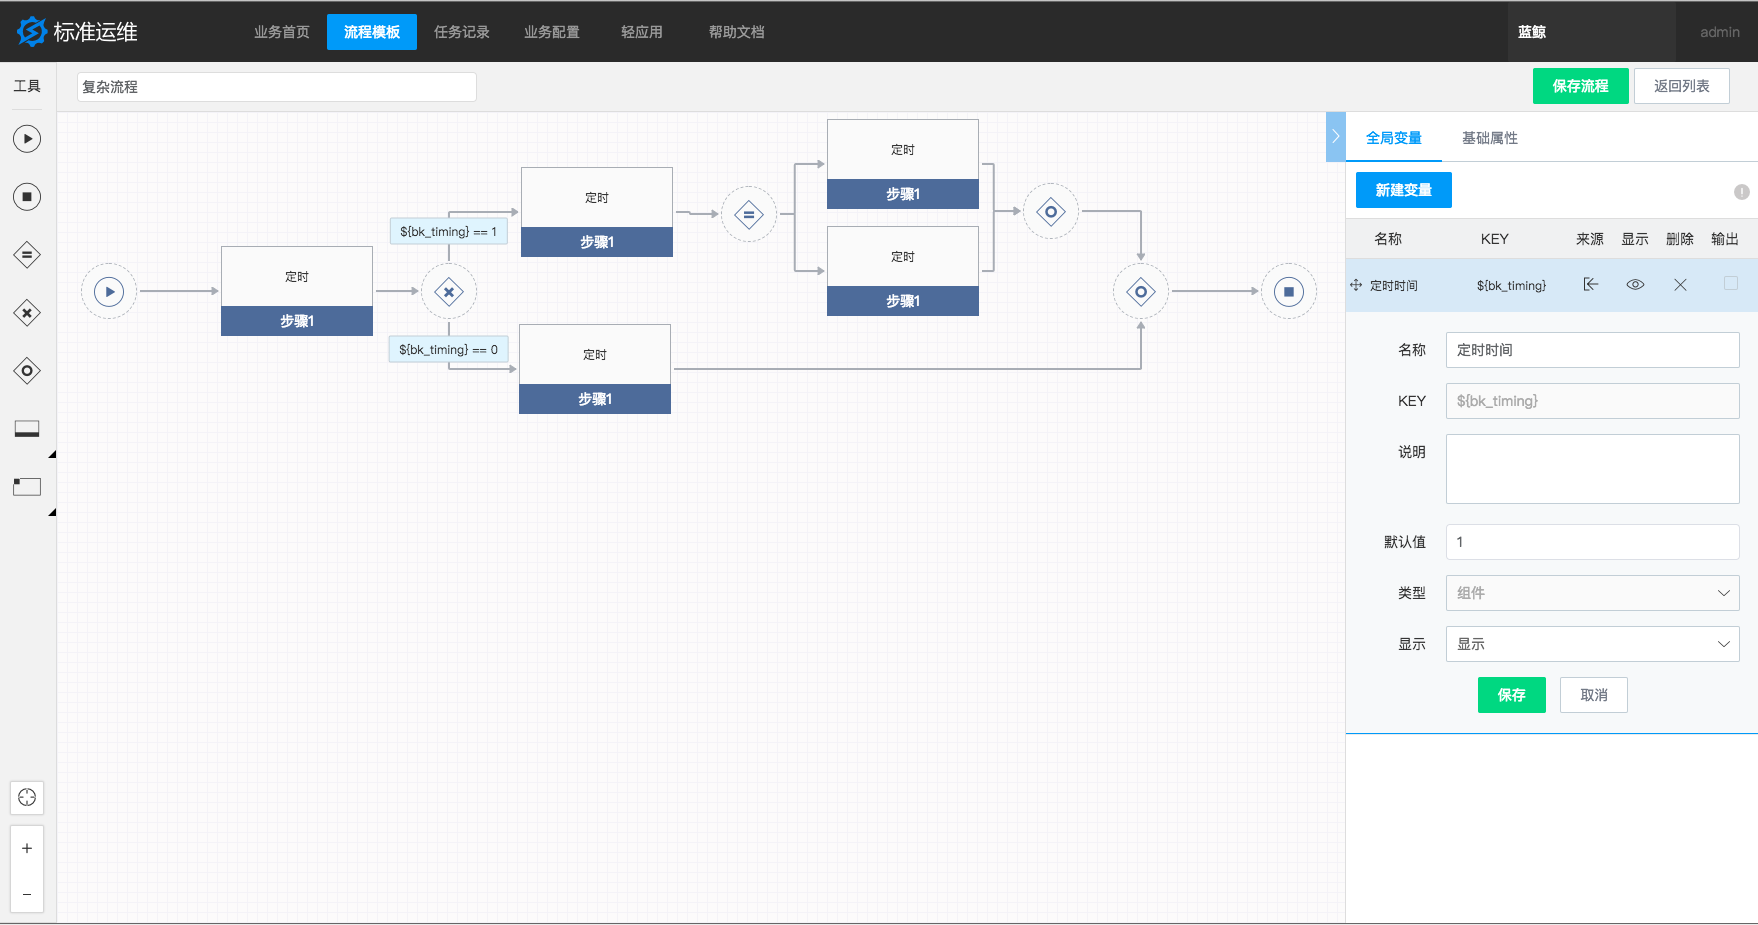 标准运维
业务首页 流程模板 任务记录 业务配置 轻应用 帮助文档
蓝鲸 admin
工具
复杂流程
保存流程 返回列表
定时
步骤1
${bk_timing} == 1
${bk_timing} == 0
定时
步骤1
定时
步骤1
定时
步骤1
定时
步骤1
全局变量 基础属性
新建变量
名称 KEY 来源 显示 删除 输出
定时时间 ${bk_timing}
名称 定时时间
KEY ${bk_timing}
说明
默认值 1
类型 组件
显示 显示
保存 取消